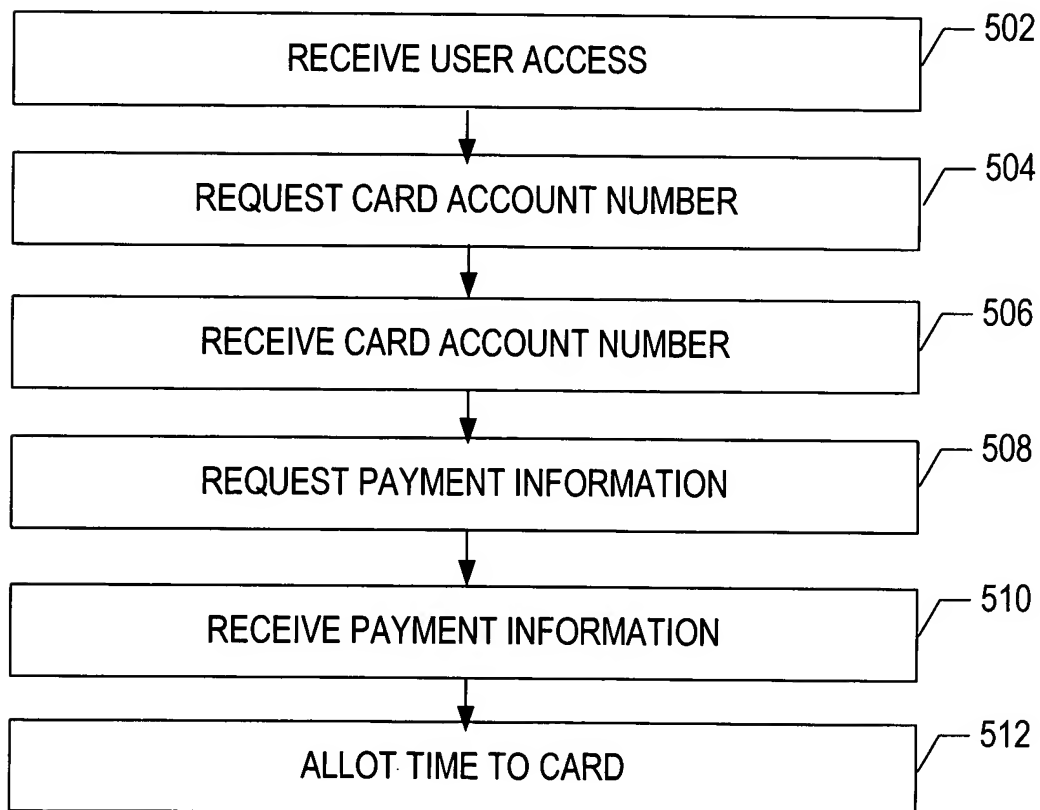 RECEIVE USER ACCESS
502
REQUEST CARD ACCOUNT NUMBER
504
RECEIVE CARD ACCOUNT NUMBER
506
REQUEST PAYMENT INFORMATION
508
RECEIVE PAYMENT INFORMATION
510
ALLOT TIME TO CARD
512